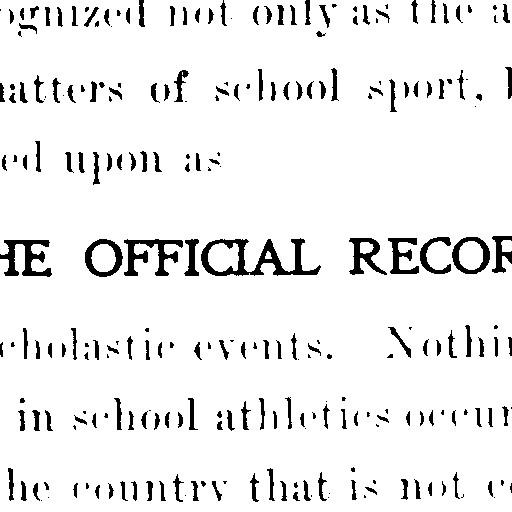 ognized not only as the a
natters of school sport,
ed upon as
HE OFFICIAL RECOR
cholastic events. Nothin
in school athletics occur
he country that is not c